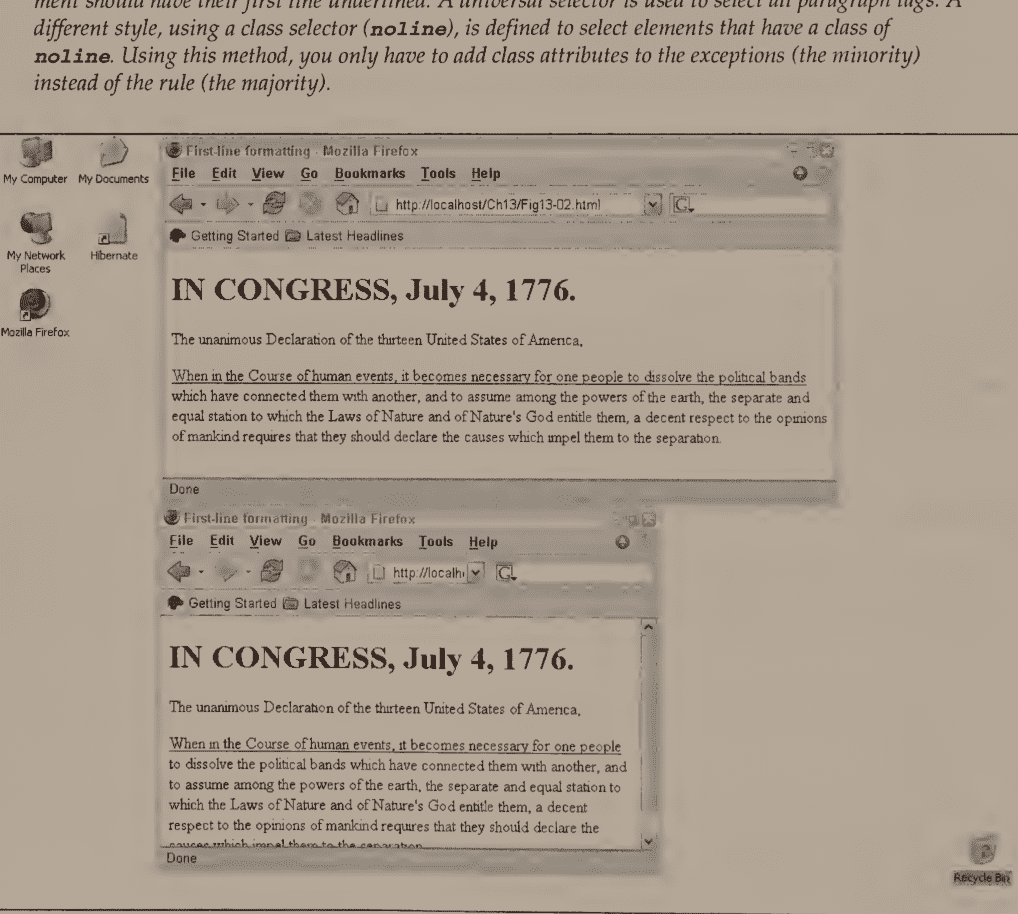 ment should have their first line underlined. A universal selector is used to select all paragraph tags. A
different style, using a class selector (noline), is defined to select elements that have a class of
noline. Using this method, you only have to add class attributes to the exceptions (the minority)
instead of the rule (the majority).
My Computer
My Documents
My Network
Places
Hibernate
Mozilla Firefox
First-line formatting - Mozilla Firefox
File Edit View Go Bookmarks Tools Help
http://localhost/Ch13/Fig13-02.html
Getting Started Latest Headlines
IN CONGRESS, July 4, 1776.
The unanimous Declaration of the thirteen United States of America,
When in the Course of human events, it becomes necessary for one people to dissolve the political bands
which have connected them with another, and to assume among the powers of the earth, the separate and
equal station to which the Laws of Nature and of Nature's God entitle them, a decent respect to the opinions
of mankind requires that they should declare the causes which impel them to the separation.
Done
First-line formatting - Mozilla Firefox
File Edit View Go Bookmarks Tools Help
http://localh
Getting Started Latest Headlines
IN CONGRESS, July 4, 1776.
The unanimous Declaration of the thirteen United States of America,
When in the Course of human events, it becomes necessary for one people
to dissolve the political bands which have connected them with another, and
to assume among the powers of the earth, the separate and equal station to
which the Laws of Nature and of Nature's God entitle them, a decent
respect to the opinions of mankind requires that they should declare the
causes which impel them to the separation.
Done
Recycle Bin